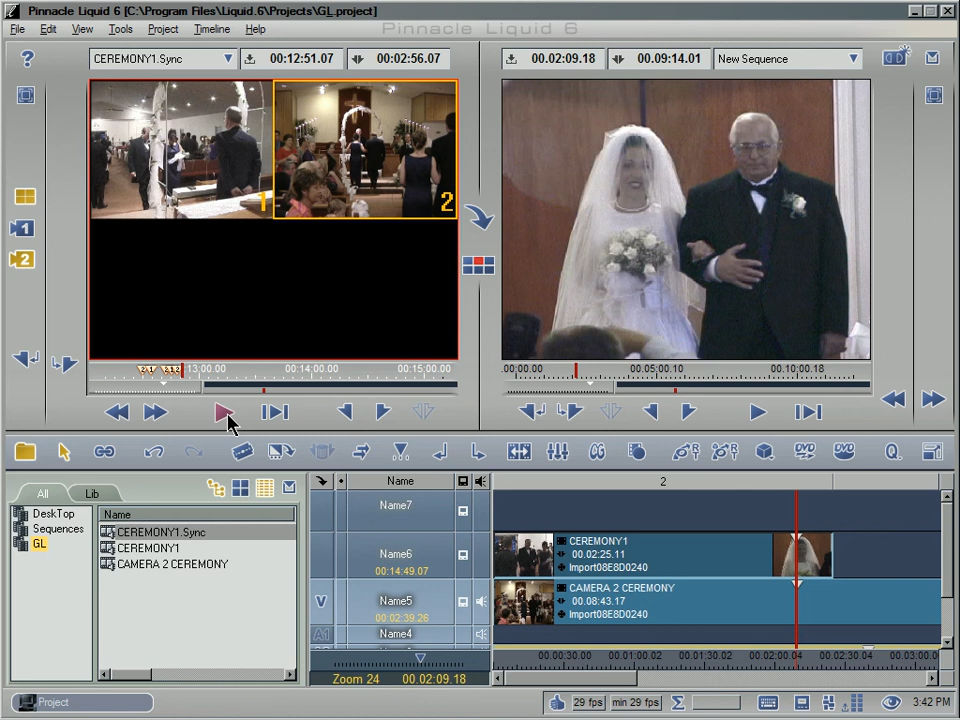 Pinnacle Liquid 6 [C:\Program Files\Liquid.6\Projects\GL.project]
File Edit View Tools Project Timeline Help
Pinnacle Liquid 6
CEREMONY1.Sync 00:12:51.07 00:02:56.07
00.02:09.18 00.09:14.01 New Sequence
1 2
1
2
13:00.00 00:14:00.00 00:15:00.00
.00:00.00 00.05:00.10 00.10:00.18
DVD DVD
All Lib
DeskTop
Sequences
GL
Name
CEREMONY1.Sync
CEREMONY1
CAMERA 2 CEREMONY
Name 2
Name7
Name6
00:14:49.07
CEREMONY1
00.02:25.11
Import08E8D0240
V Name5
00:02:39.26
CAMERA 2 CEREMONY
00.08:43.17
Import08E8D0240
A1 Name4
00.00:30.00 00.01:00.02 00.01:30.02 00.02:00.04 00.02:30.04 00.03:00.0
Zoom 24 00.02:09.18
Project 29 fps min 29 fps 3:42 PM